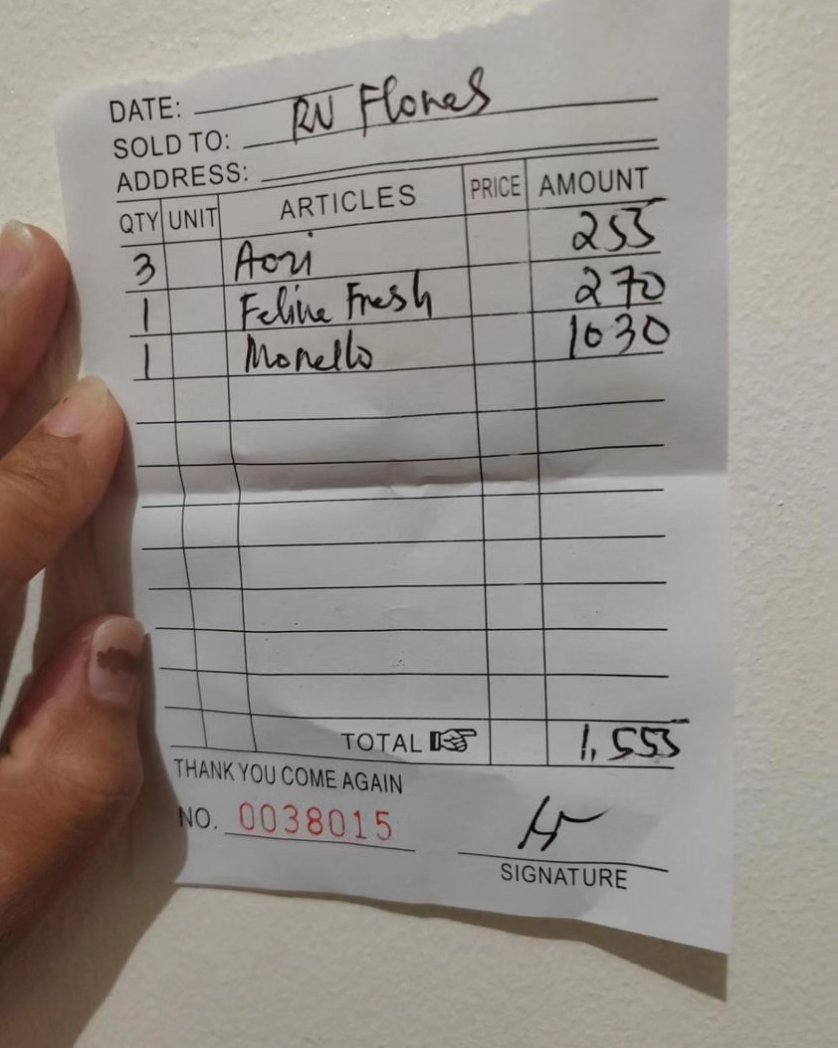 DATE:
SOLD TO: RN Flores
ADDRESS:
QTY UNIT ARTICLES PRICE AMOUNT
3 Aozi 255
1 Feline Fresh 270
1 Monello 1030
TOTAL 1,555
THANK YOU COME AGAIN
NO. 0038015
SIGNATURE